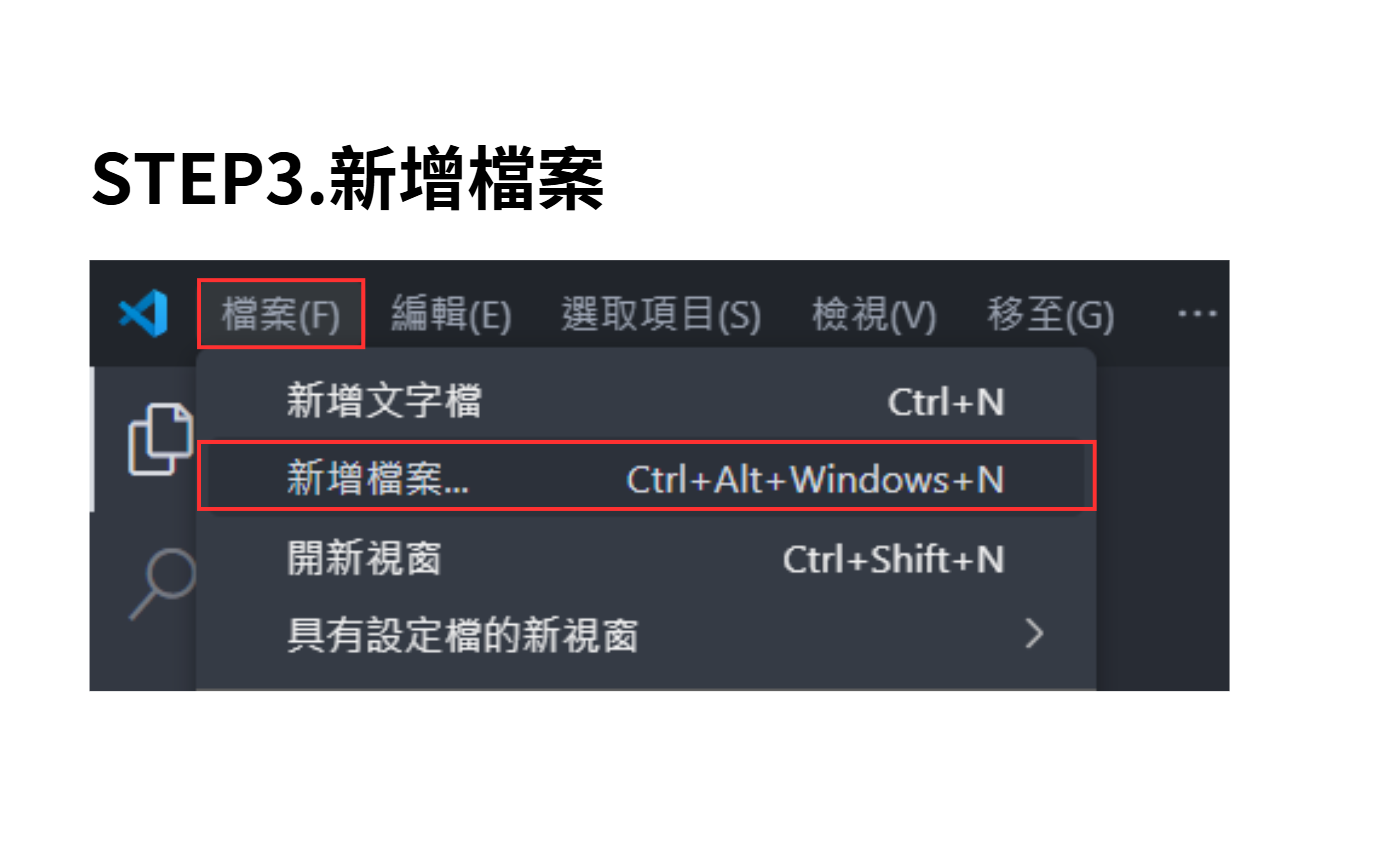 STEP3.新增檔案
檔案(F) 編輯(E) 選取項目(S) 檢視(V) 移至(G) ...
新增文字檔 Ctrl+N
新增檔案... Ctrl+Alt+Windows+N
開新視窗 Ctrl+Shift+N
具有設定檔的新視窗